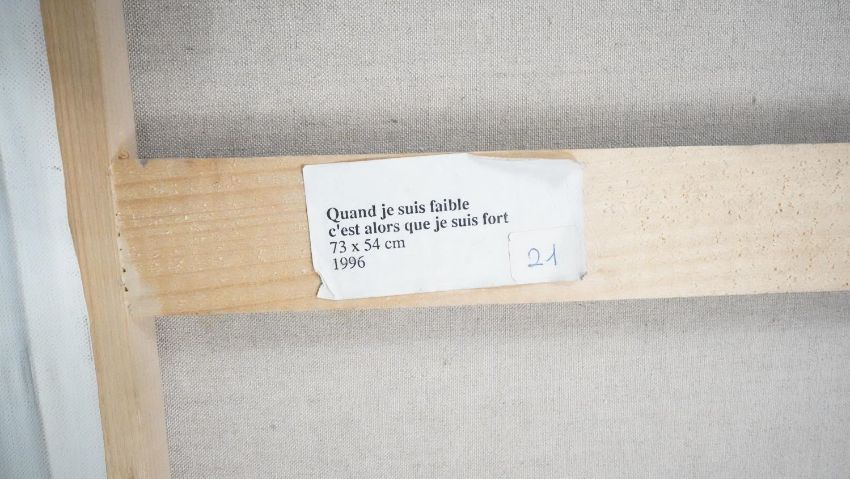 Quand je suis faible
c'est alors que je suis fort
73 x 54 cm
1996
21